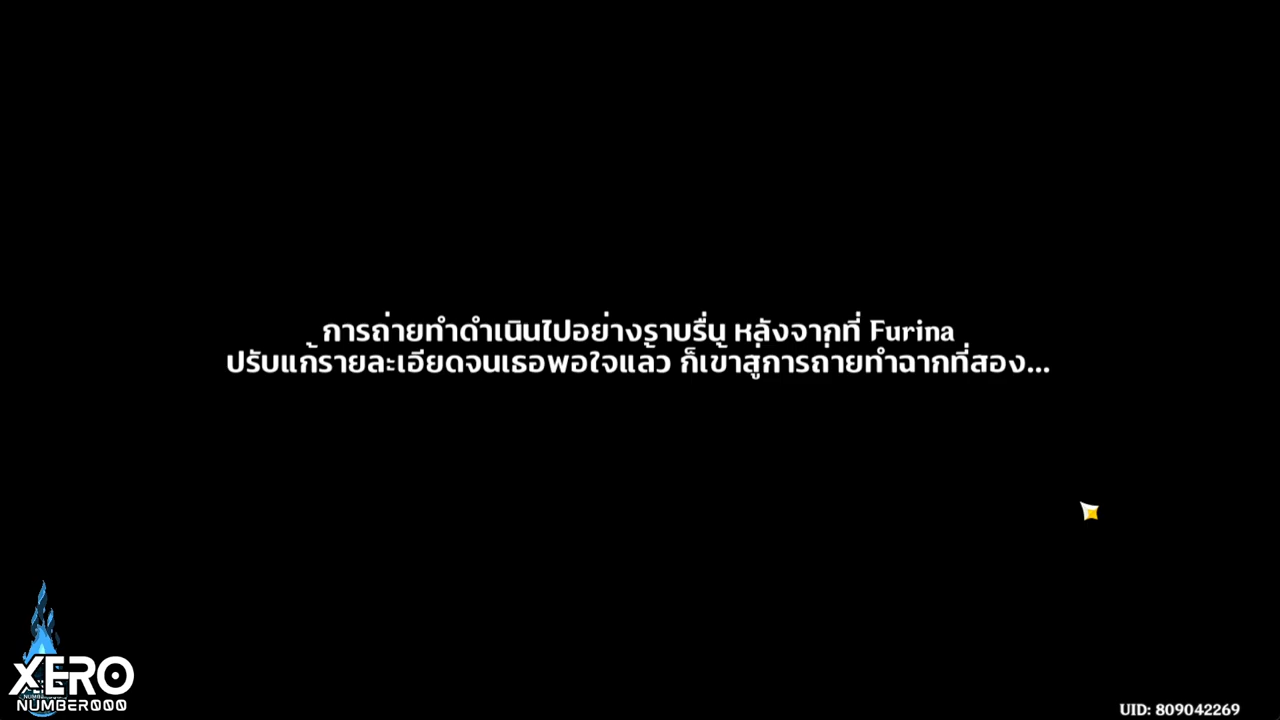 การถ่ายทำดำเนินไปอย่างราบรื่น หลังจากที่ Furina
ปรับแก้รายละเอียดจนเธอพอใจแล้ว ก็เข้าสู่การถ่ายทำฉากที่สอง...
XERO
NUMBER000
UID: 809042269